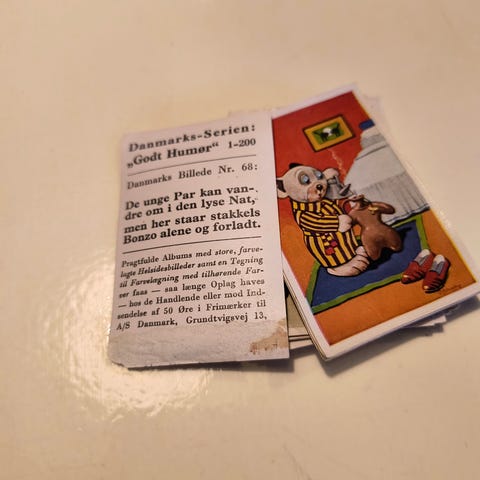 Danmarks-Serien:
„Godt Humør“ 1-200
Danmarks Billede Nr. 68:
De unge Par kan van-
dre om i den lyse Nat,
men her staar stakkels
Bonzo alene og forladt.
Pragtfulde Albums med store, farve-
lagte Helsidesbilleder samt en Tegning
til Farvelægning med tilhørende Far-
ver faas — saa længe Oplag haves
— hos de Handlende eller mod Ind-
sendelse af 50 Øre i Frimærker til
A/S Danmark, Grundtvigsvej 13,